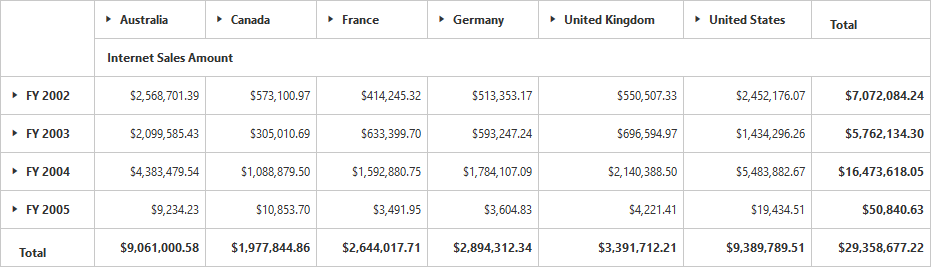 Australia Canada France Germany United Kingdom United States Total
Internet Sales Amount
FY 2002 $2,568,701.39 $573,100.97 $414,245.32 $513,353.17 $550,507.33 $2,452,176.07 $7,072,084.24
FY 2003 $2,099,585.43 $305,010.69 $633,399.70 $593,247.24 $696,594.97 $1,434,296.26 $5,762,134.30
FY 2004 $4,383,479.54 $1,088,879.50 $1,592,880.75 $1,784,107.09 $2,140,388.50 $5,483,882.67 $16,473,618.05
FY 2005 $9,234.23 $10,853.70 $3,491.95 $3,604.83 $4,221.41 $19,434.51 $50,840.63
Total $9,061,000.58 $1,977,844.86 $2,644,017.71 $2,894,312.34 $3,391,712.21 $9,389,789.51 $29,358,677.22